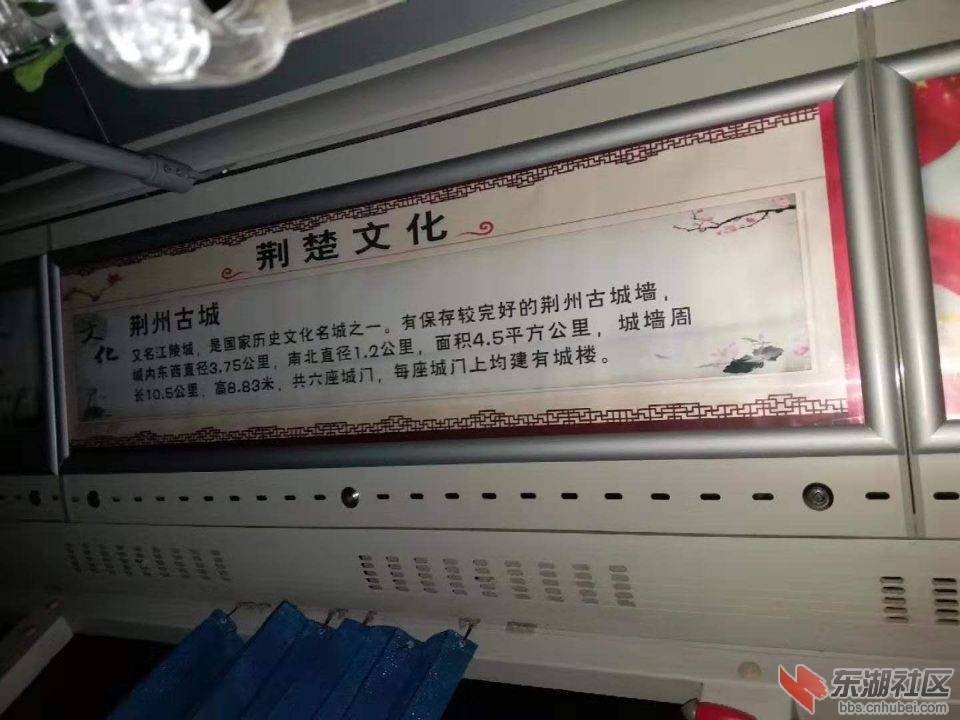 荆楚文化
文化
荆州古城
又名江陵城，是国家历史文化名城之一。有保存较完好的荆州古城墙，
城内东西直径3.75公里，南北直径1.2公里，面积4.5平方公里，城墙周
长10.5公里，高8.83米，共六座城门，每座城门上均建有城楼。
东湖社区
bbs.cnhubei.com